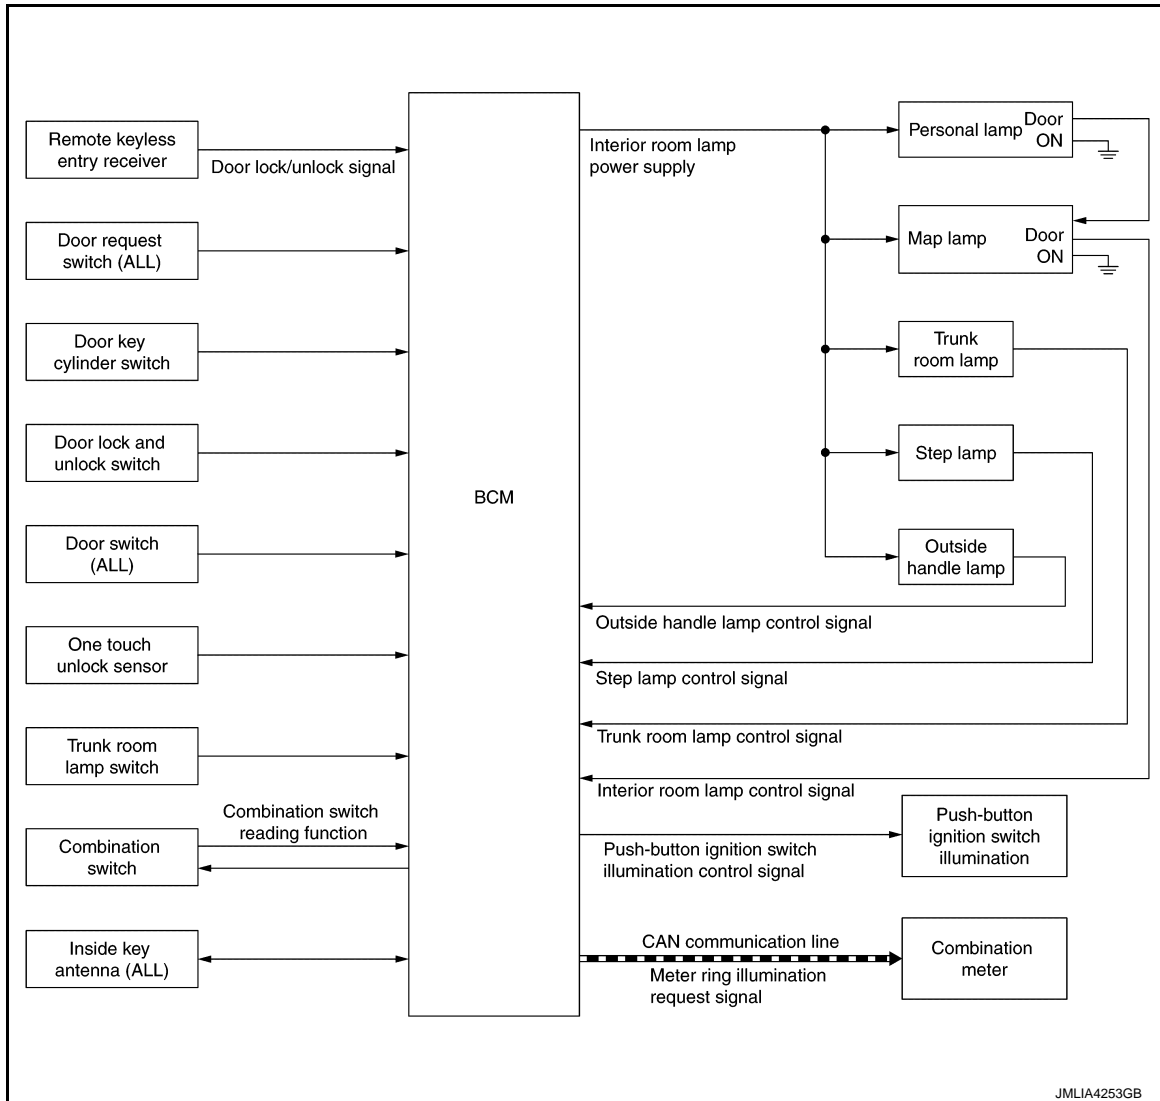 Remote keyless
entry receiver
Door lock/unlock signal
Door request
switch (ALL)
Door key
cylinder switch
Door lock and
unlock switch
Door switch
(ALL)
One touch
unlock sensor
Trunk room
lamp switch
Combination switch
reading function
Combination
switch
Inside key
antenna (ALL)
BCM
Interior room lamp
power supply
Personal lamp
Door
ON
Map lamp
Door
ON
Trunk
room lamp
Step lamp
Outside
handle lamp
Outside handle lamp control signal
Step lamp control signal
Trunk room lamp control signal
Interior room lamp control signal
Push-button ignition switch
illumination control signal
Push-button
ignition switch
illumination
CAN communication line
Meter ring illumination
request signal
Combination
meter
JMLIA4253GB